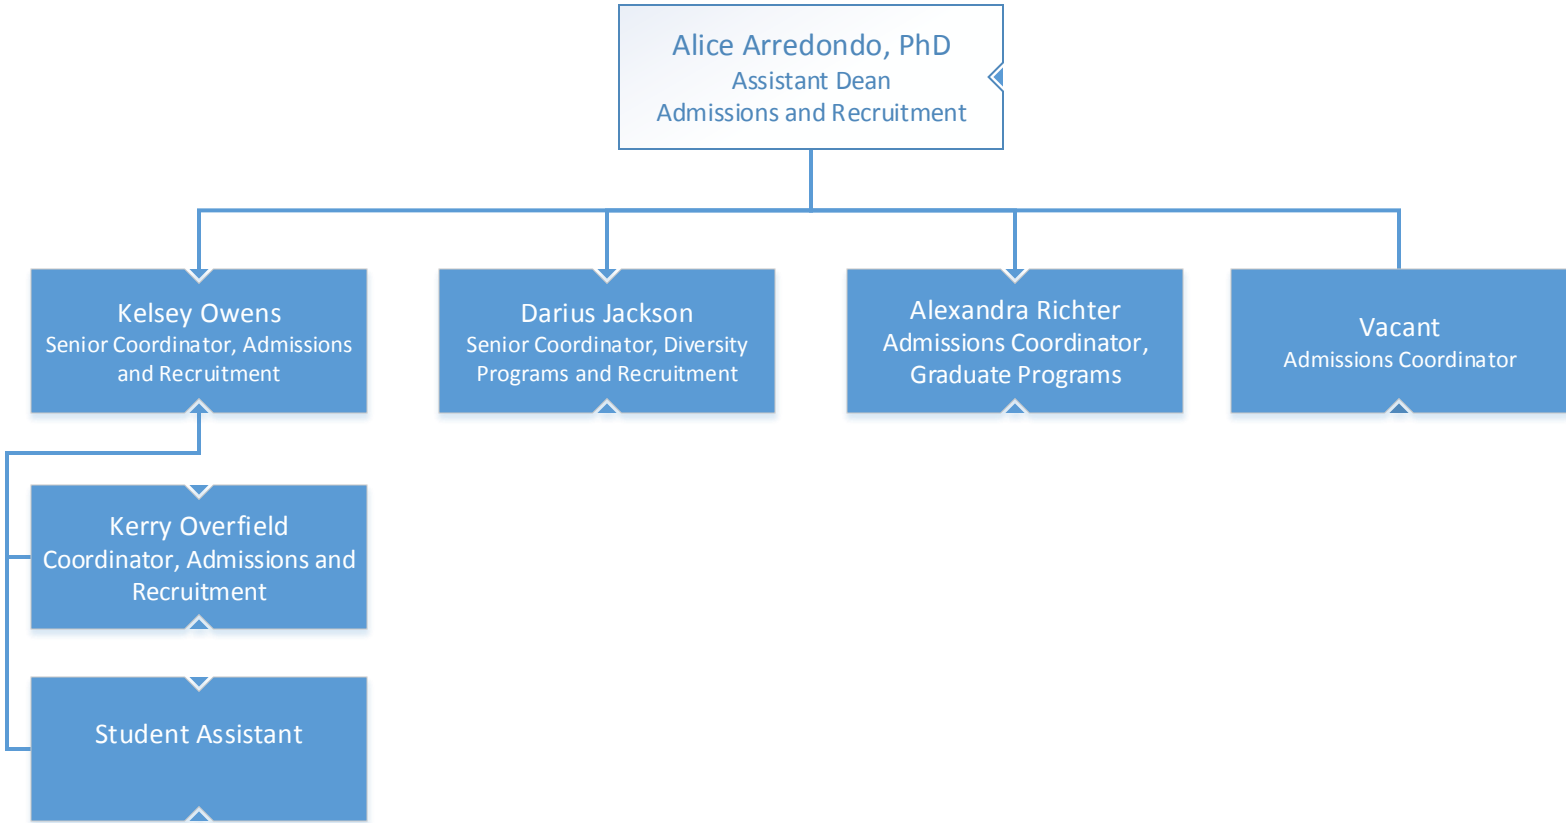 Alice Arredondo, PhD
Assistant Dean
Admissions and Recruitment
Kelsey Owens
Senior Coordinator, Admissions
and Recruitment
Darius Jackson
Senior Coordinator, Diversity
Programs and Recruitment
Alexandra Richter
Admissions Coordinator,
Graduate Programs
Vacant
Admissions Coordinator
Kerry Overfield
Coordinator, Admissions and
Recruitment
Student Assistant